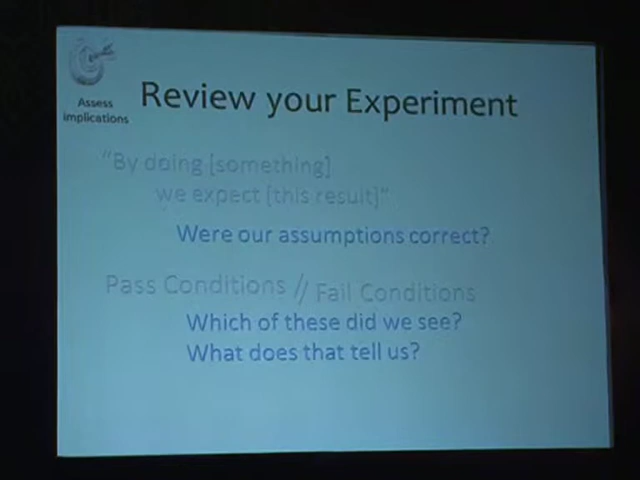 Assess
implications
Review your Experiment
"By doing [something]
we expect [this result]"
Were our assumptions correct?
Pass Conditions // Fail Conditions
Which of these did we see?
What does that tell us?